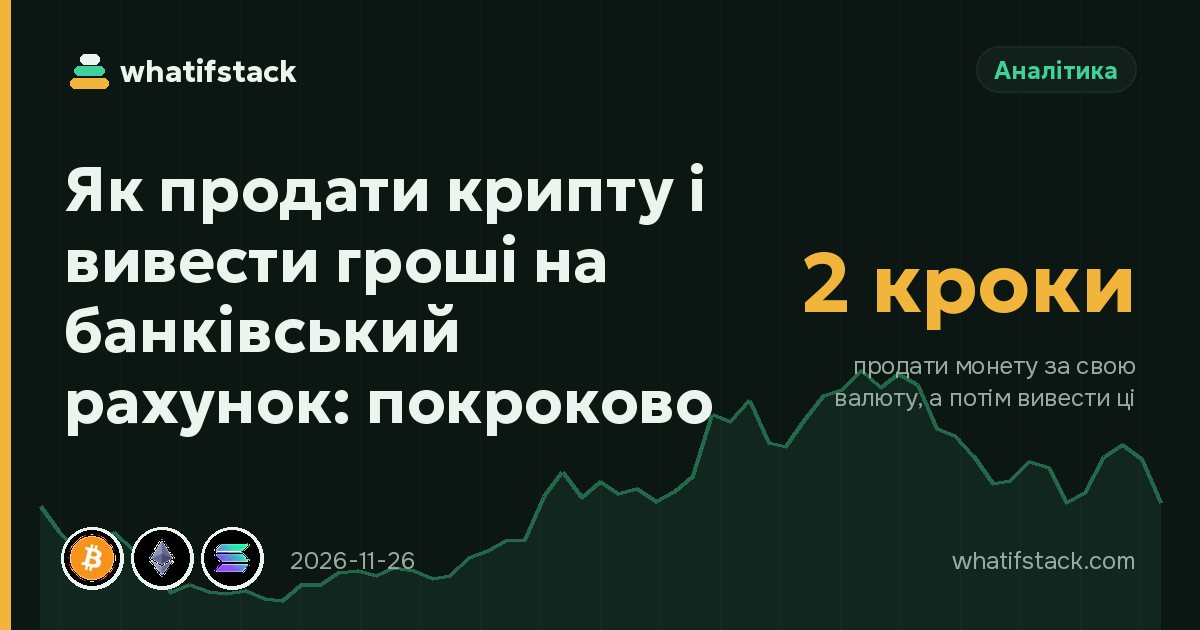 whatifstack
Аналітика
Як продати крипту і
вивести гроші на
банківський
рахунок: покроково
2 кроки
продати монету за свою
валюту, а потім вивести ці
2026-11-26
whatifstack.com